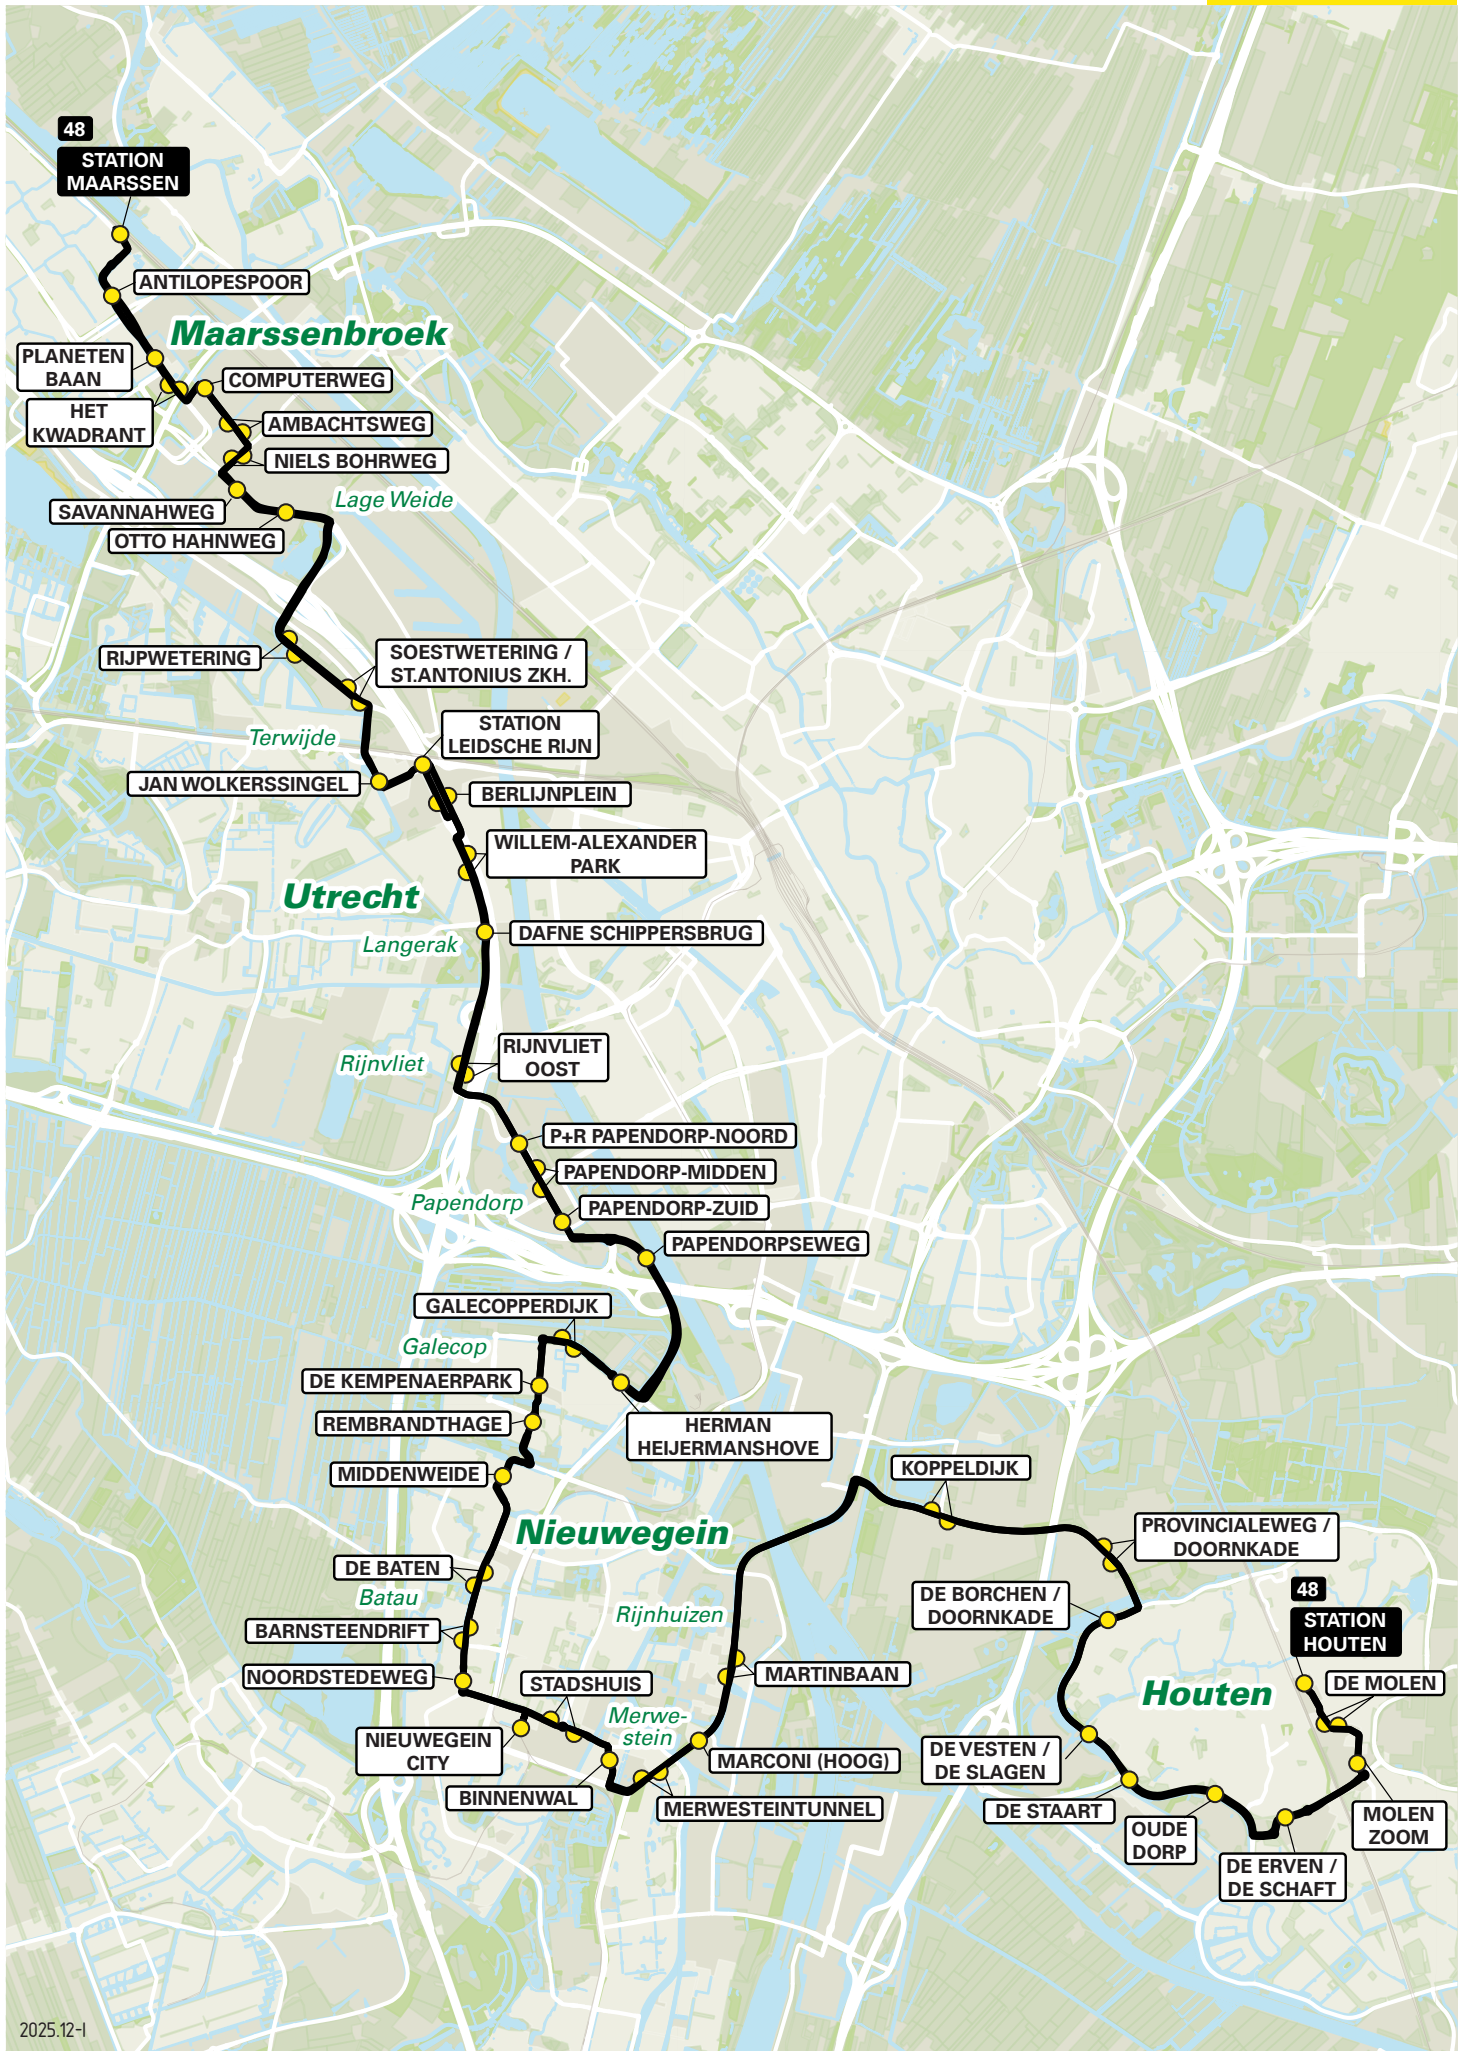 48
STATION
MAARSSEN
ANTILOPESPOOR
Maarssenbroek
PLANETEN
BAAN
COMPUTERWEG
HET
KWADRANT
AMBACHTSWEG
NIELS BOHRWEG
Lage Weide
SAVANNAHWEG
OTTO HAHNWEG
RIJPWETERING
SOESTWETERING /
ST.ANTONIUS ZKH.
STATION
LEIDSCHE RIJN
Terwijde
JAN WOLKERSSINGEL
BERLIJNPLEIN
WILLEM-ALEXANDER
PARK
Utrecht
DAFNE SCHIPPERSBRUG
Langerak
RIJNVLIET
OOST
Rijnvliet
P+R PAPENDORP-NOORD
PAPENDORP-MIDDEN
Papendorp
PAPENDORP-ZUID
PAPENDORPSEWEG
GALECOPPERDIJK
Galecop
DE KEMPENAERPARK
REMBRANDTHAGE
HERMAN
HEIJERMANSHOVE
MIDDENWEIDE
KOPPELDIJK
Nieuwegein
PROVINCIALEWEG /
DOORNKADE
DE BATEN
Batau
DE BORCHEN /
DOORNKADE
48
STATION
HOUTEN
Rijnhuizen
BARNSTEENDRIFT
NOORDSTEDEWEG
STADSHUIS
MARTINBAAN
DE MOLEN
Houten
Merwe-
stein
NIEUWEGEIN
CITY
MARCONI (HOOG)
DE VESTEN /
DE SLAGEN
BINNENWAL
MERWESTEINTUNNEL
DE STAART
OUDE
DORP
MOLEN
ZOOM
DE ERVEN /
DE SCHAFT
2025.12-I